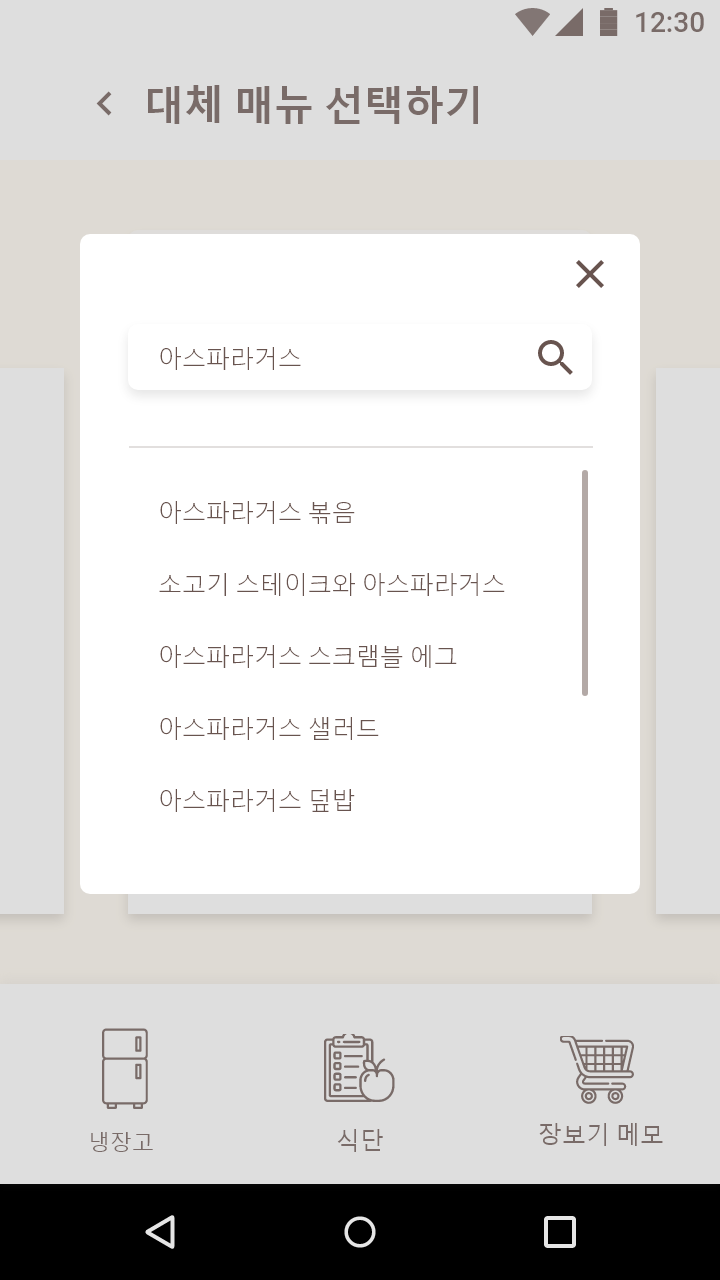 12:30
대체 매뉴 선택하기
아스파라거스
아스파라거스 볶음
소고기 스테이크와 아스파라거스
아스파라거스 스크램블 에그
아스파라거스 샐러드
아스파라거스 덮밥
냉장고
식단
장보기 메모